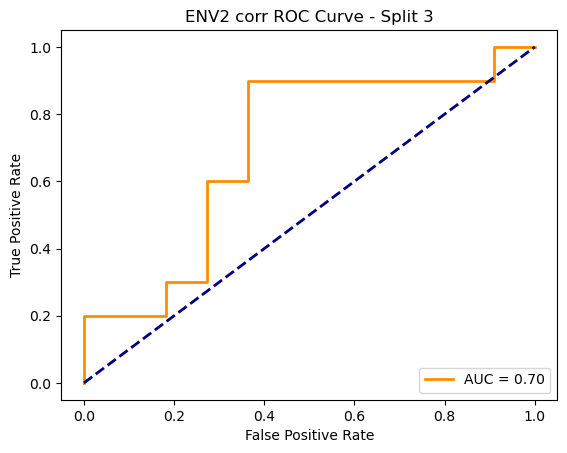 ENV2 corr ROC Curve - Split 3
True Positive Rate
1.0
0.8
0.6
0.4
0.2
0.0
AUC = 0.70
0.0 0.2 0.4 0.6 0.8 1.0
False Positive Rate